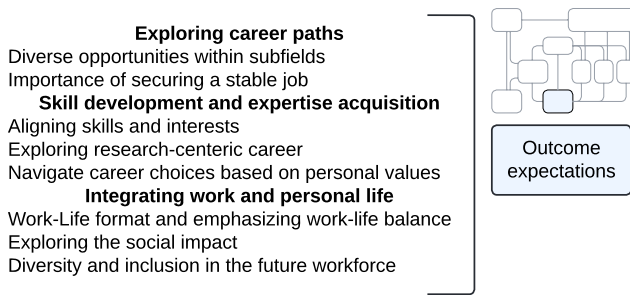 Exploring career paths
Diverse opportunities within subfields
Importance of securing a stable job
Skill development and expertise acquisition
Aligning skills and interests
Exploring research-centeric career
Navigate career choices based on personal values
Integrating work and personal life
Work-Life format and emphasizing work-life balance
Exploring the social impact
Diversity and inclusion in the future workforce
Outcome
expectations